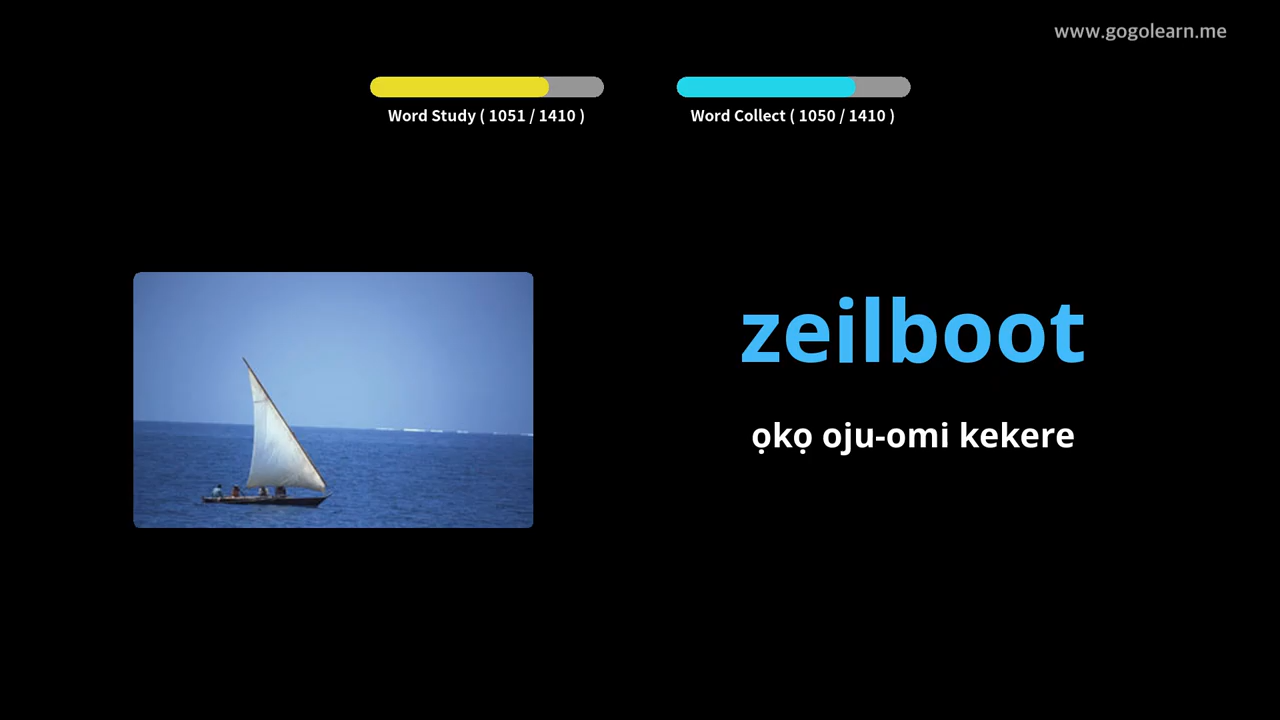 www.gogolearn.me
Word Study ( 1051 / 1410 )
Word Collect ( 1050 / 1410 )
zeilboot
ọkọ oju-omi kekere